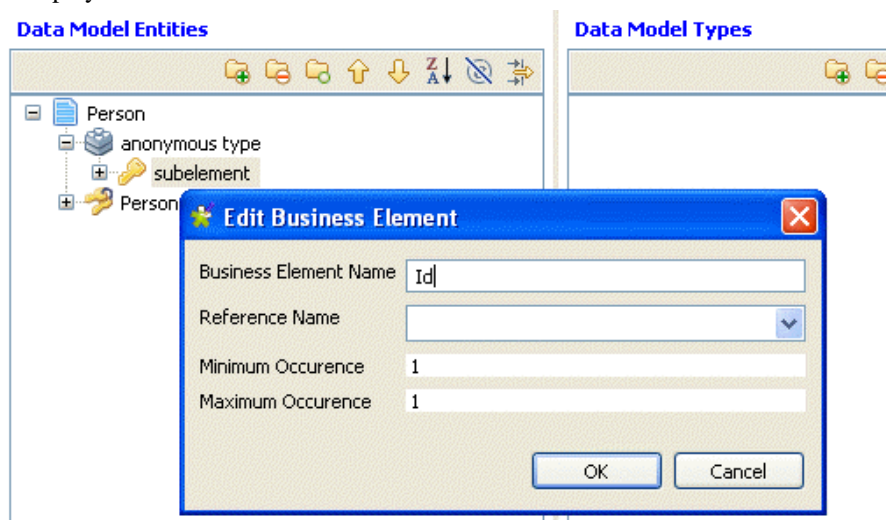 Data Model Entities
Data Model Types
Z
A
Person
anonymous type
subelement
Person
Edit Business Element
Business Element Name Id
Reference Name
Minimum Occurence 1
Maximum Occurence 1
OK Cancel